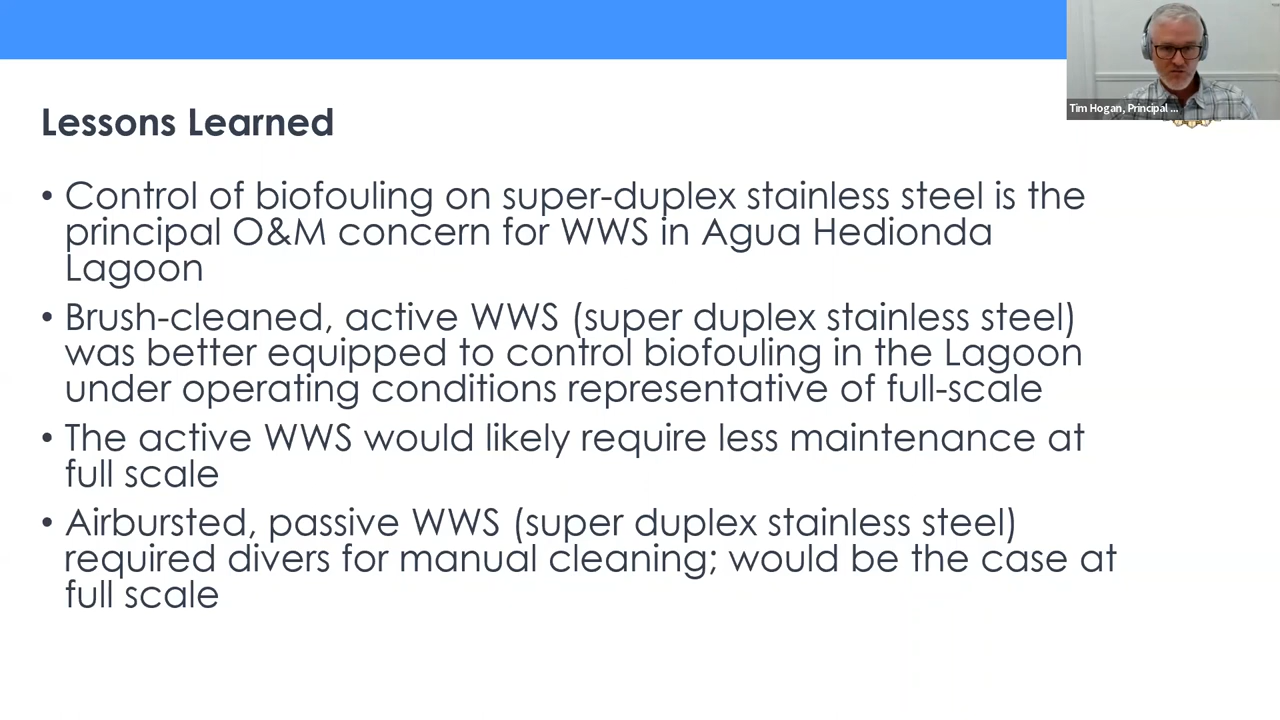 Tim Hogan, Principal ...
Lessons Learned
• Control of biofouling on super-duplex stainless steel is the
principal O&M concern for WWS in Agua Hedionda
Lagoon
• Brush-cleaned, active WWS (super duplex stainless steel)
was better equipped to control biofouling in the Lagoon
under operating conditions representative of full-scale
• The active WWS would likely require less maintenance at
full scale
• Airbursted, passive WWS (super duplex stainless steel)
required divers for manual cleaning; would be the case at
full scale